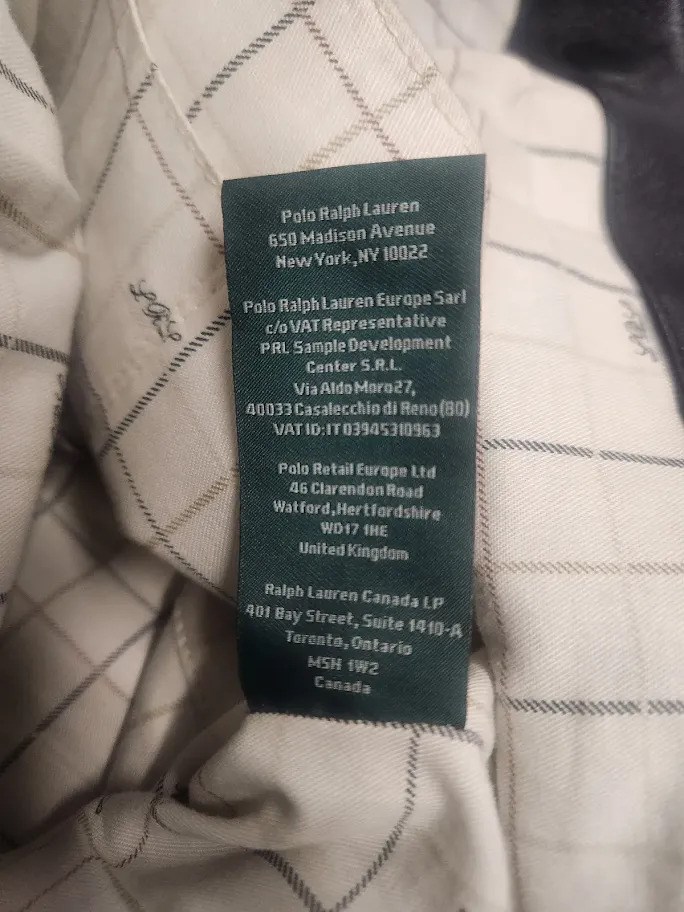 Polo Ralph Lauren
650 Madison Avenue
New York, NY 10022
Polo Ralph Lauren Europe Sarl
c/o VAT Representative
PRL Sample Development
Center S.R.L.
Via Aldo Moro 27,
40033 Casalecchio di Reno (BO)
VAT ID: IT 03945310963
Polo Retail Europe Ltd
46 Clarendon Road
Watford, Hertfordshire
WD17 1HE
United Kingdom
Ralph Lauren Canada LP
401 Bay Street, Suite 1410-A
Toronto, Ontario
M5H 1W2
Canada
LRL